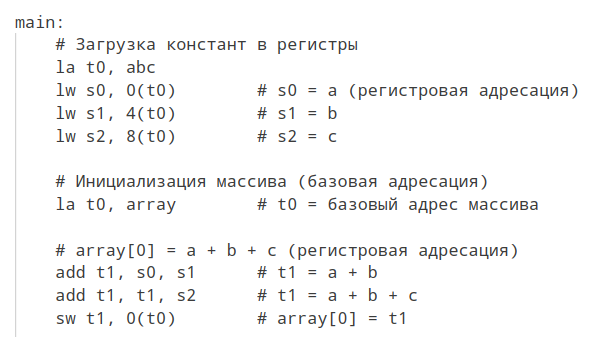 main:
    # Загрузка констант в регистры
    la t0, abc
    lw s0, 0(t0)        # s0 = a (регистровая адресация)
    lw s1, 4(t0)        # s1 = b
    lw s2, 8(t0)        # s2 = c

    # Инициализация массива (базовая адресация)
    la t0, array        # t0 = базовый адрес массива

    # array[0] = a + b + c (регистровая адресация)
    add t1, s0, s1      # t1 = a + b
    add t1, t1, s2      # t1 = a + b + c
    sw t1, 0(t0)        # array[0] = t1